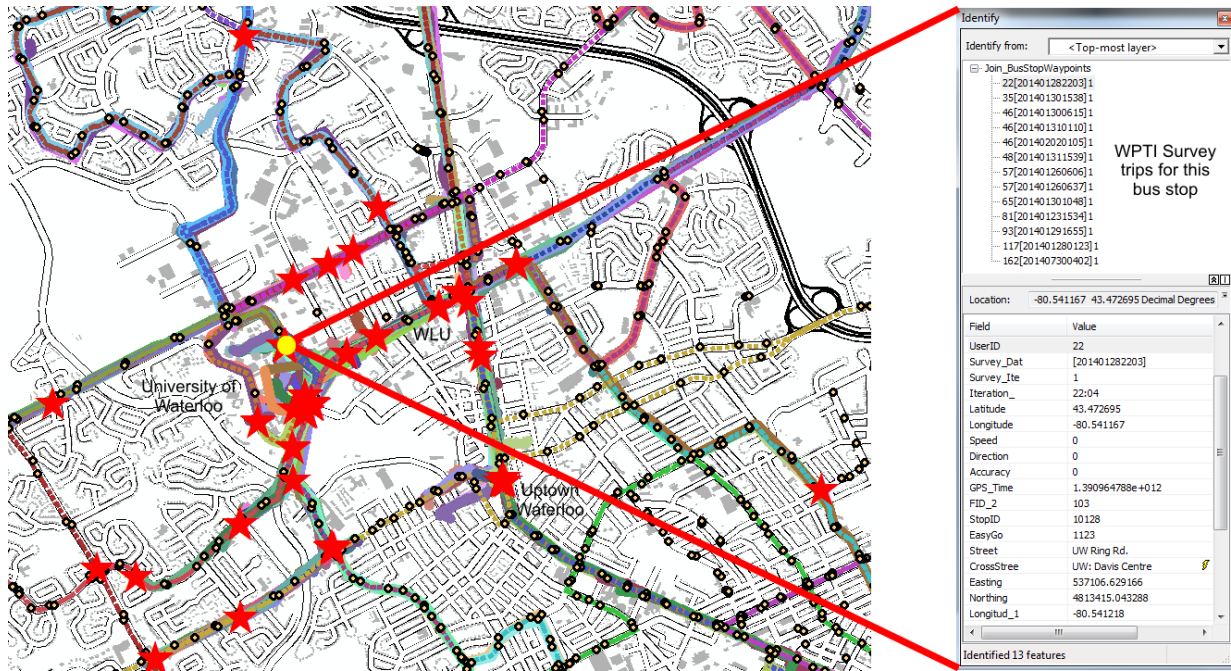 WLU
University of
Waterloo
Uptown
Waterloo
Identify
Identify from: <Top-most layer>
Join_BusStopWaypoints
22[201401282203]1
35[201401301538]1
46[201401300615]1
46[201401310110]1
46[201402020105]1
48[201401311539]1
57[201401260606]1
57[201401260637]1
65[201401301048]1
81[201401231534]1
93[201401291655]1
117[201401280123]1
162[201407300402]1
WPTI Survey
trips for this
bus stop
Location: -80.541167 43.472695 Decimal Degrees
Field Value
UserID 22
Survey_Dat [201401282203]
Survey_Ite 1
Iteration_ 22:04
Latitude 43.472695
Longitude -80.541167
Speed 0
Direction 0
Accuracy 0
GPS_Time 1.390964788e+012
FID_2 103
StopID 10128
EasyGo 1123
Street UW Ring Rd.
CrossStree UW: Davis Centre
Easting 537106.629166
Northing 4813415.043288
Longitud_1 -80.541218
Identified 13 features